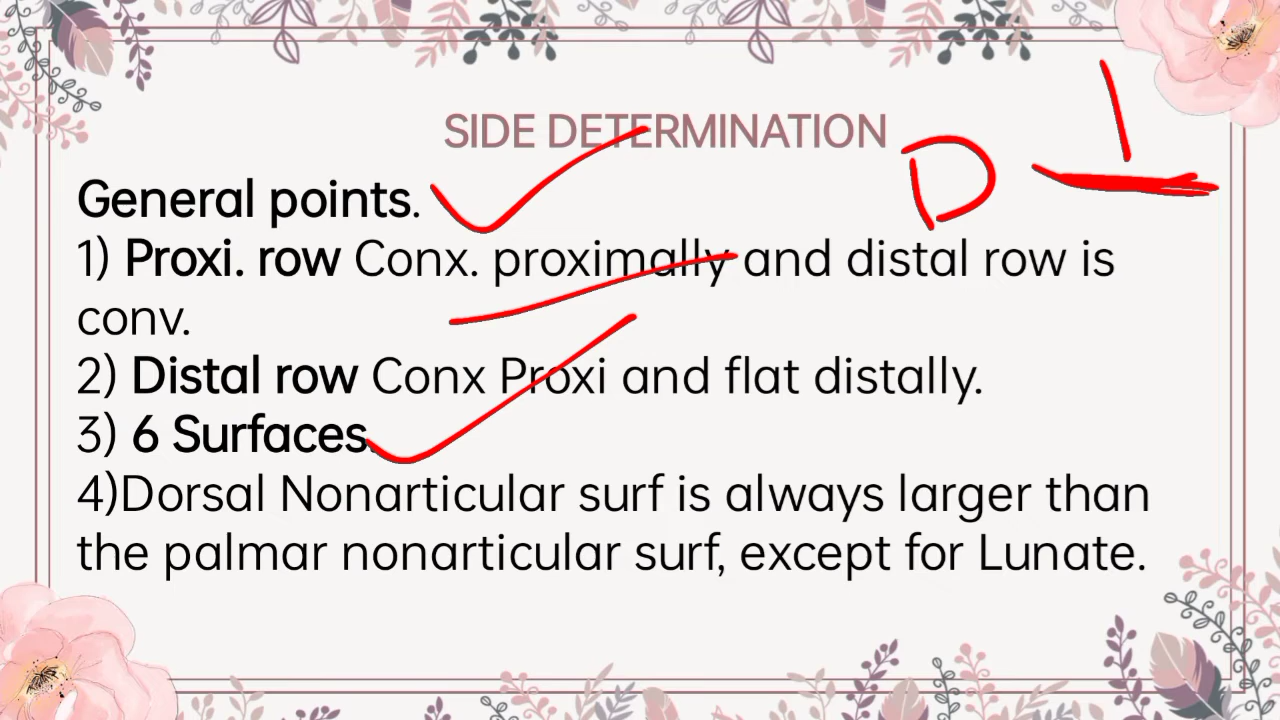 SIDE DETERMINATION
D
General points.
1) Proxi. row Conx. proximally and distal row is
conv.
2) Distal row Conx Proxi and flat distally.
3) 6 Surfaces.
4)Dorsal Nonarticular surf is always larger than
the palmar nonarticular surf, except for Lunate.